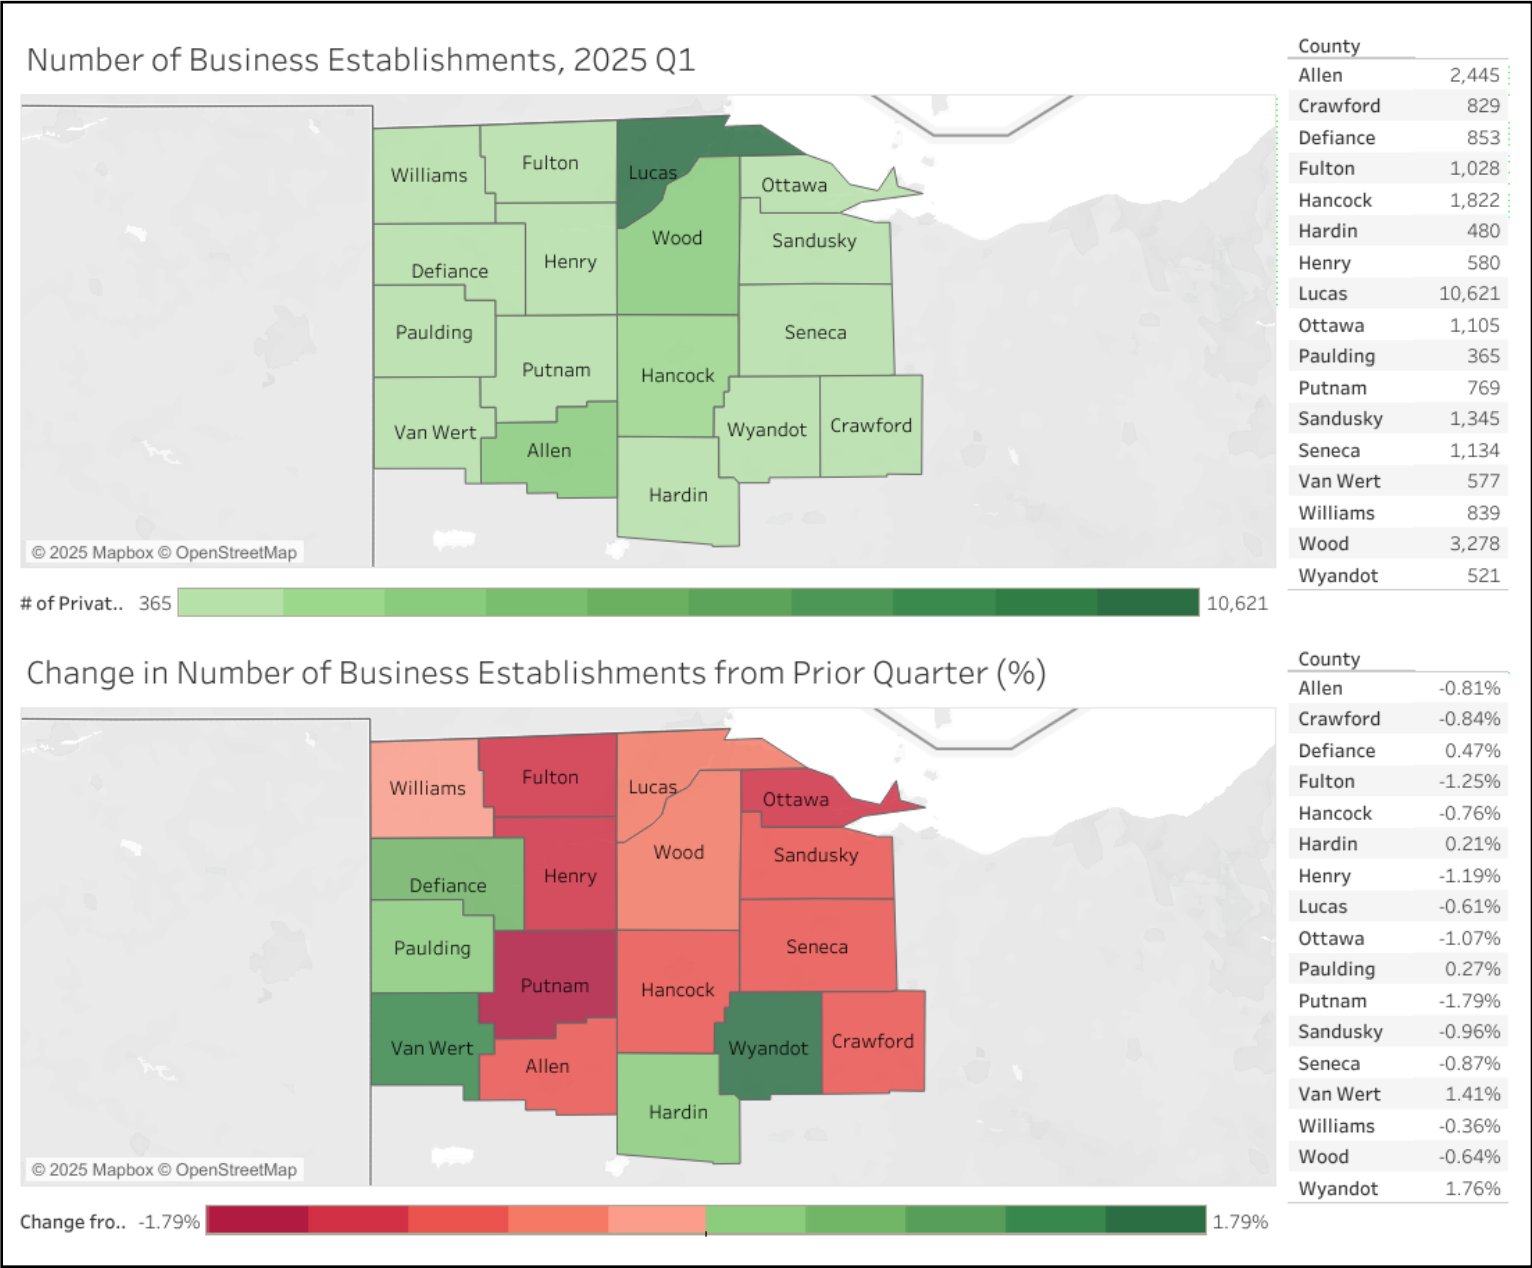 Number of Business Establishments, 2025 Q1
Williams
Fulton
Lucas
Ottawa
Wood
Sandusky
Defiance
Henry
Paulding
Seneca
Putnam
Hancock
Van Wert
Allen
Wyandot
Crawford
Hardin
© 2025 Mapbox © OpenStreetMap
# of Privat.. 365 10,621
County
Allen 2,445
Crawford 829
Defiance 853
Fulton 1,028
Hancock 1,822
Hardin 480
Henry 580
Lucas 10,621
Ottawa 1,105
Paulding 365
Putnam 769
Sandusky 1,345
Seneca 1,134
Van Wert 577
Williams 839
Wood 3,278
Wyandot 521
Change in Number of Business Establishments from Prior Quarter (%)
Williams
Fulton
Lucas
Ottawa
Wood
Sandusky
Defiance
Henry
Paulding
Seneca
Putnam
Hancock
Van Wert
Allen
Wyandot
Crawford
Hardin
© 2025 Mapbox © OpenStreetMap
Change fro.. -1.79% 1.79%
County
Allen -0.81%
Crawford -0.84%
Defiance 0.47%
Fulton -1.25%
Hancock -0.76%
Hardin 0.21%
Henry -1.19%
Lucas -0.61%
Ottawa -1.07%
Paulding 0.27%
Putnam -1.79%
Sandusky -0.96%
Seneca -0.87%
Van Wert 1.41%
Williams -0.36%
Wood -0.64%
Wyandot 1.76%